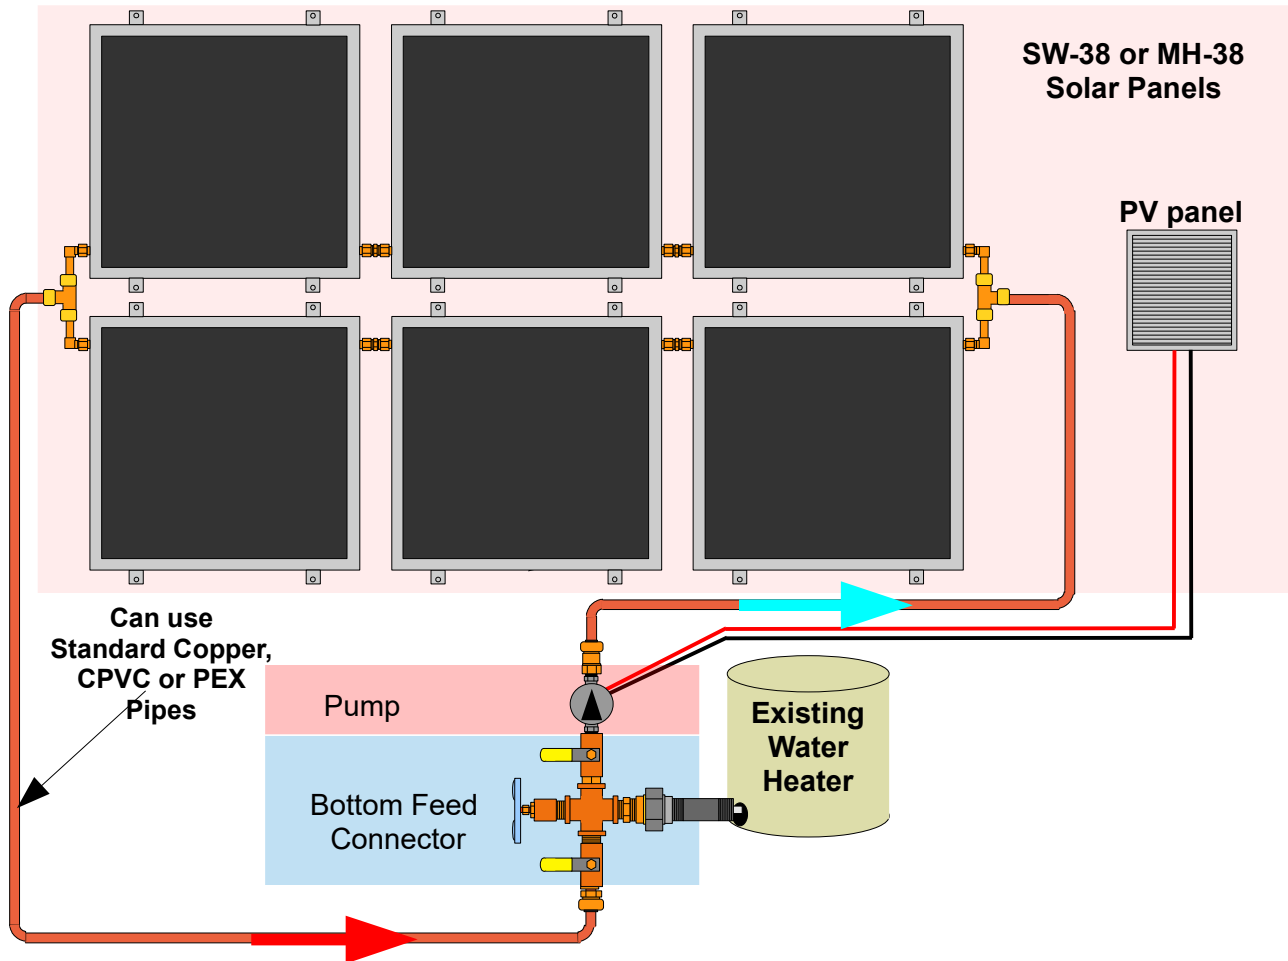 SW-38 or MH-38
Solar Panels
PV panel
Can use
Standard Copper,
CPVC or PEX
Pipes
Pump
Existing
Water
Heater
Bottom Feed
Connector